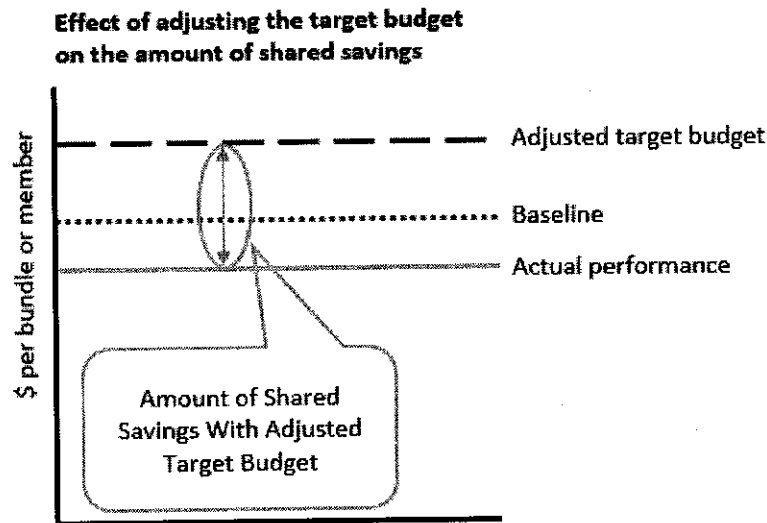 Effect of adjusting the target budget
on the amount of shared savings
$ per bundle or member
Adjusted target budget
Baseline
Actual performance
Amount of Shared
Savings With Adjusted
Target Budget